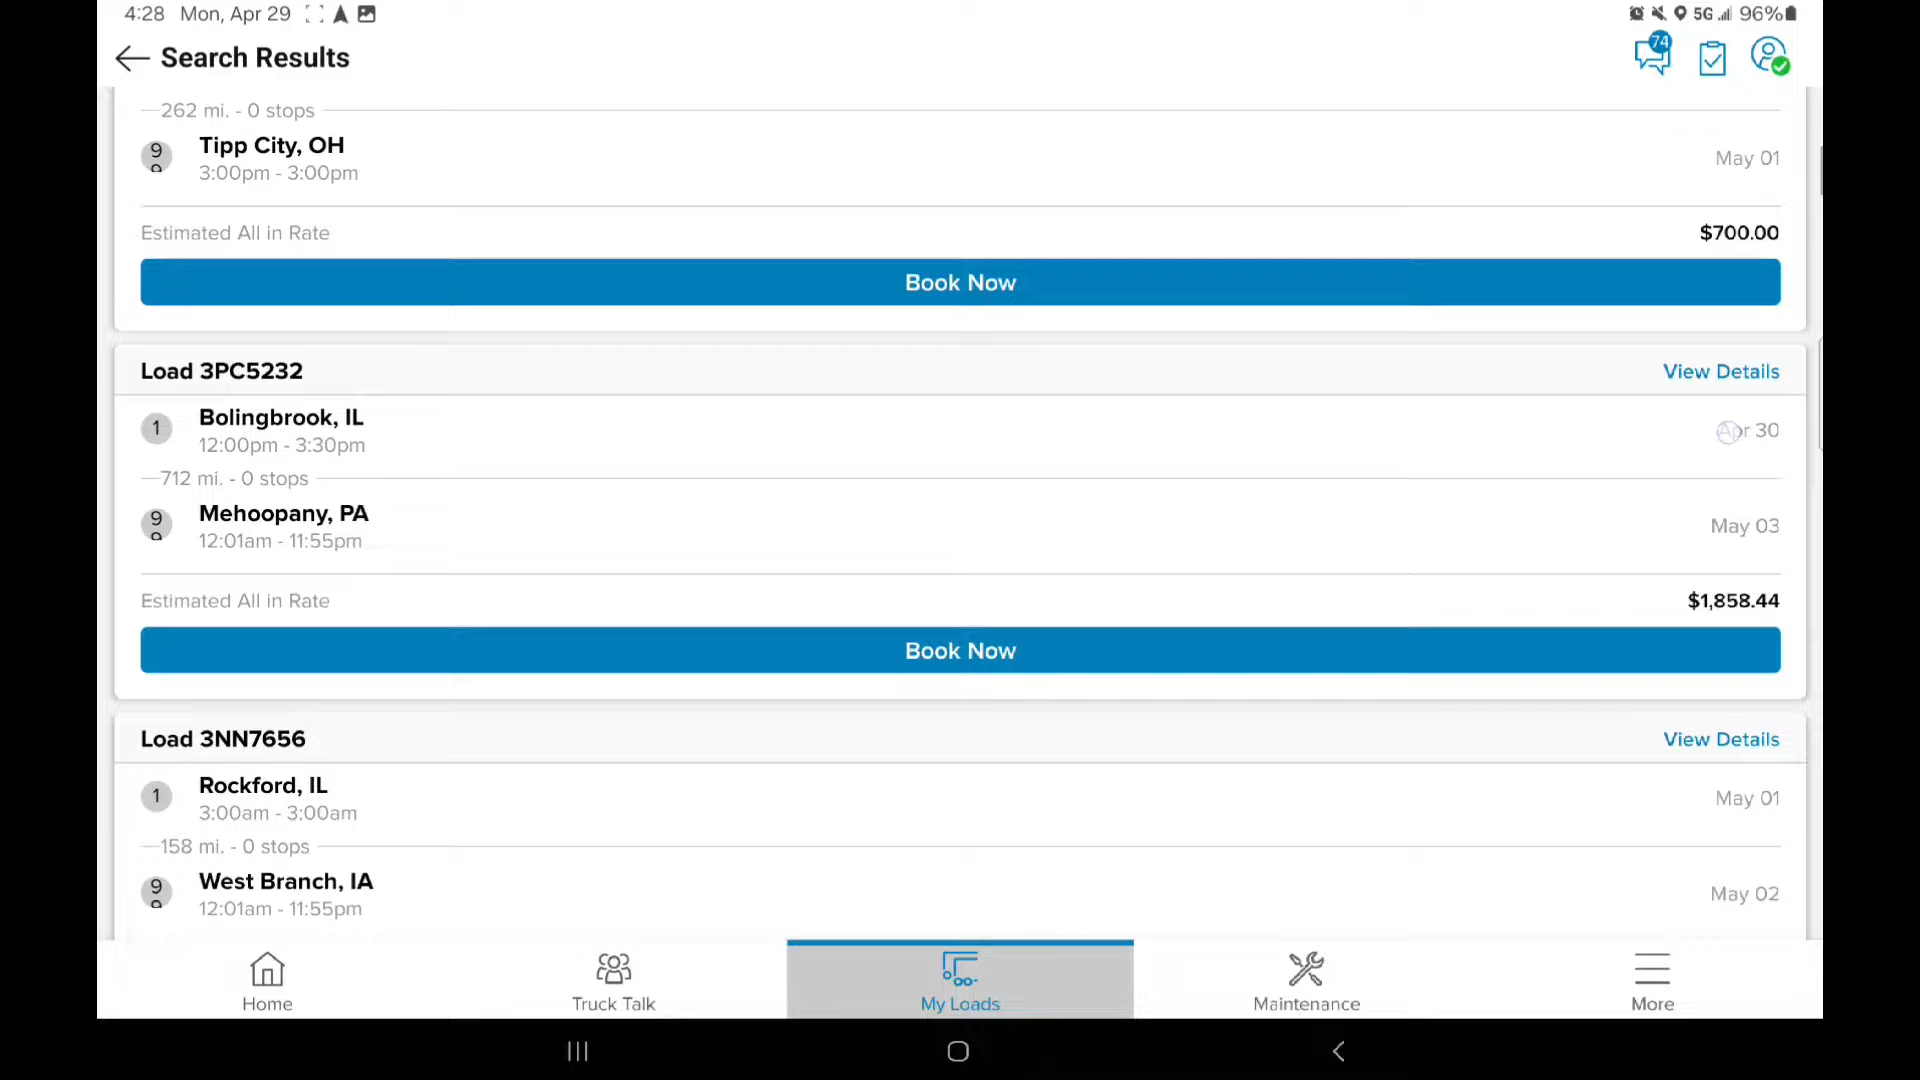 4:28 Mon, Apr 29 5G 96%
Search Results 74
262 mi. - 0 stops
99 Tipp City, OH
3:00pm - 3:00pm May 01
Estimated All in Rate $700.00
Book Now
Load 3PC5232 View Details
1 Bolingbrook, IL
12:00pm - 3:30pm Apr 30
712 mi. - 0 stops
99 Mehoopany, PA
12:01am - 11:55pm May 03
Estimated All in Rate $1,858.44
Book Now
Load 3NN7656 View Details
1 Rockford, IL
3:00am - 3:00am May 01
158 mi. - 0 stops
99 West Branch, IA
12:01am - 11:55pm May 02
Home Truck Talk My Loads Maintenance More